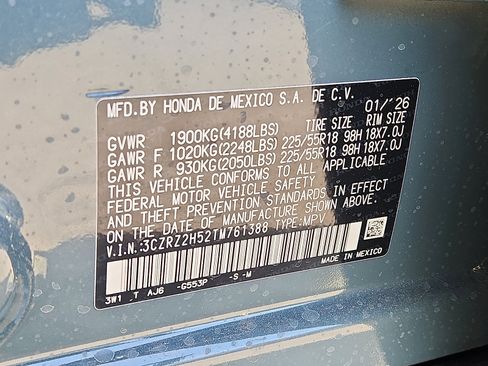 MFD.BY HONDA DE MEXICO S.A. DE C.V.
01/'26
GVWR 1900KG(4188LBS) TIRE SIZE RIM SIZE
GAWR F 1020KG(2248LBS) 225/55R18 98H 18X7.0J
GAWR R 930KG(2050LBS) 225/55R18 98H 18X7.0J
THIS VEHICLE CONFORMS TO ALL APPLICABLE
FEDERAL MOTOR VEHICLE SAFETY
AND THEFT PREVENTION STANDARDS IN EFFECT
ON THE DATE OF MANUFACTURE SHOWN ABOVE.
V.I.N.:3CZRZ2H52TM761388 TYPE:MPV
3W1 _T AJ6 -G553P -S -M
MADE IN MEXICO